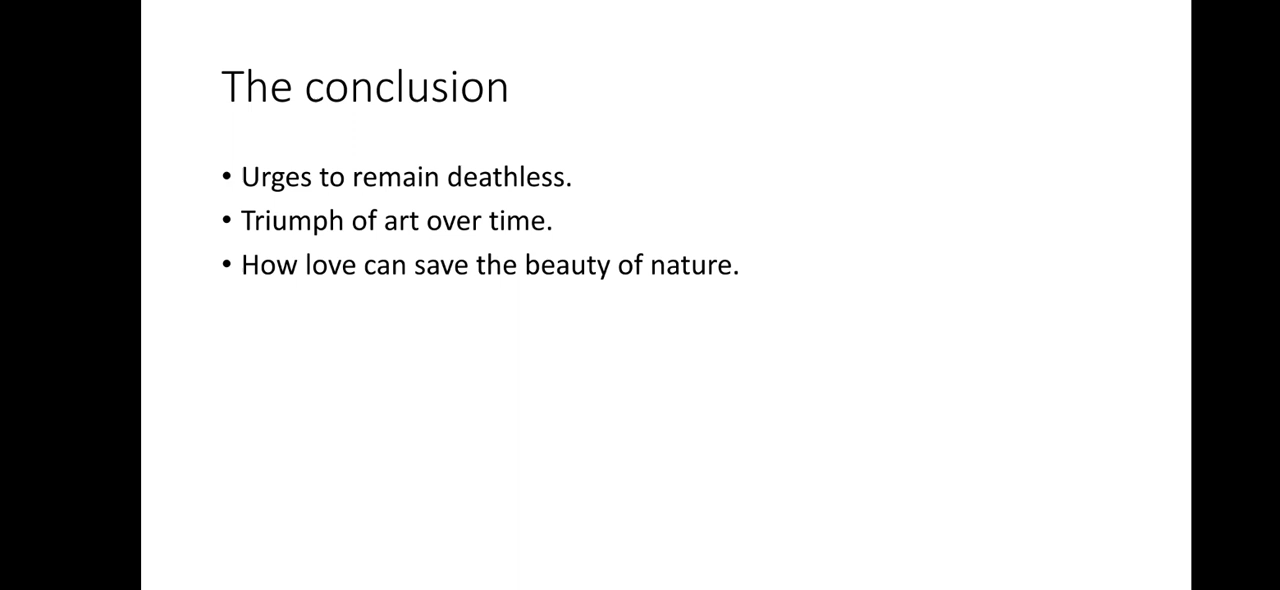 The conclusion
• Urges to remain deathless.
• Triumph of art over time.
• How love can save the beauty of nature.